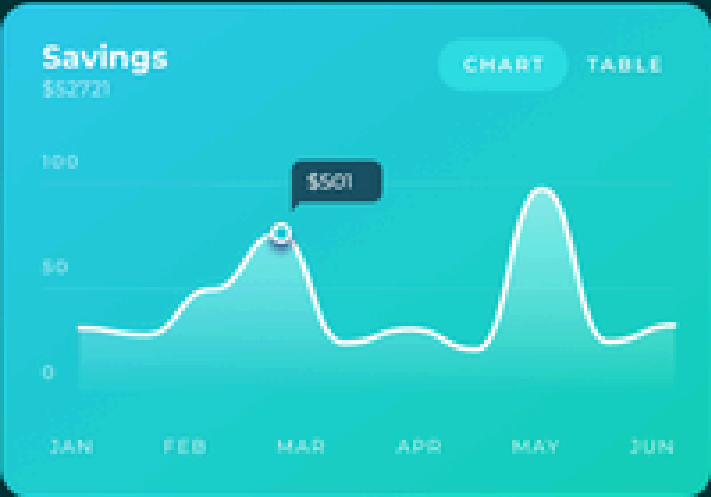 Savings
$52721
CHART TABLE
100
$501
50
0
JAN FEB MAR APR MAY JUN